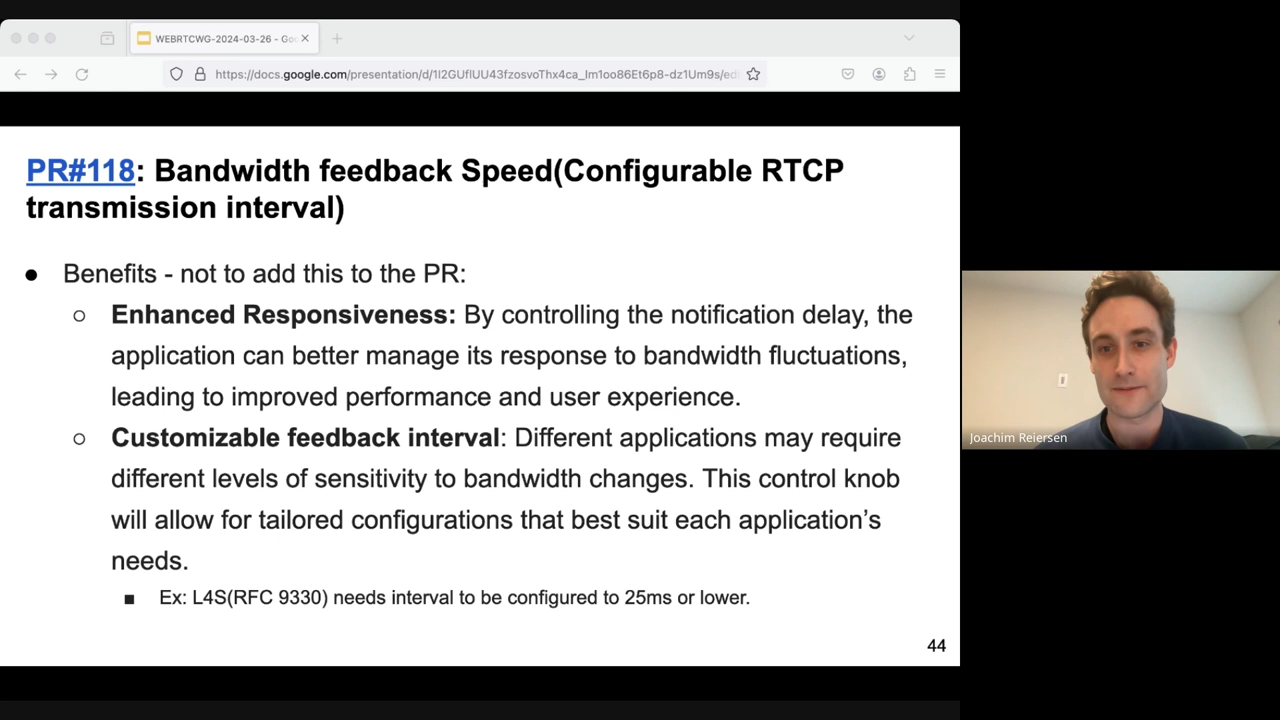 WEBRTCWG-2024-03-26 - Go
https://docs.google.com/presentation/d/1I2GUflUU43fzosvoThx4ca_Im1oo86Et6p8-dz1Um9s/ed
PR#118: Bandwidth feedback Speed(Configurable RTCP
transmission interval)
● Benefits - not to add this to the PR:
○ Enhanced Responsiveness: By controlling the notification delay, the
application can better manage its response to bandwidth fluctuations,
leading to improved performance and user experience.
○ Customizable feedback interval: Different applications may require
different levels of sensitivity to bandwidth changes. This control knob
will allow for tailored configurations that best suit each application’s
needs.
■ Ex: L4S(RFC 9330) needs interval to be configured to 25ms or lower.
44
Joachim Reiersen